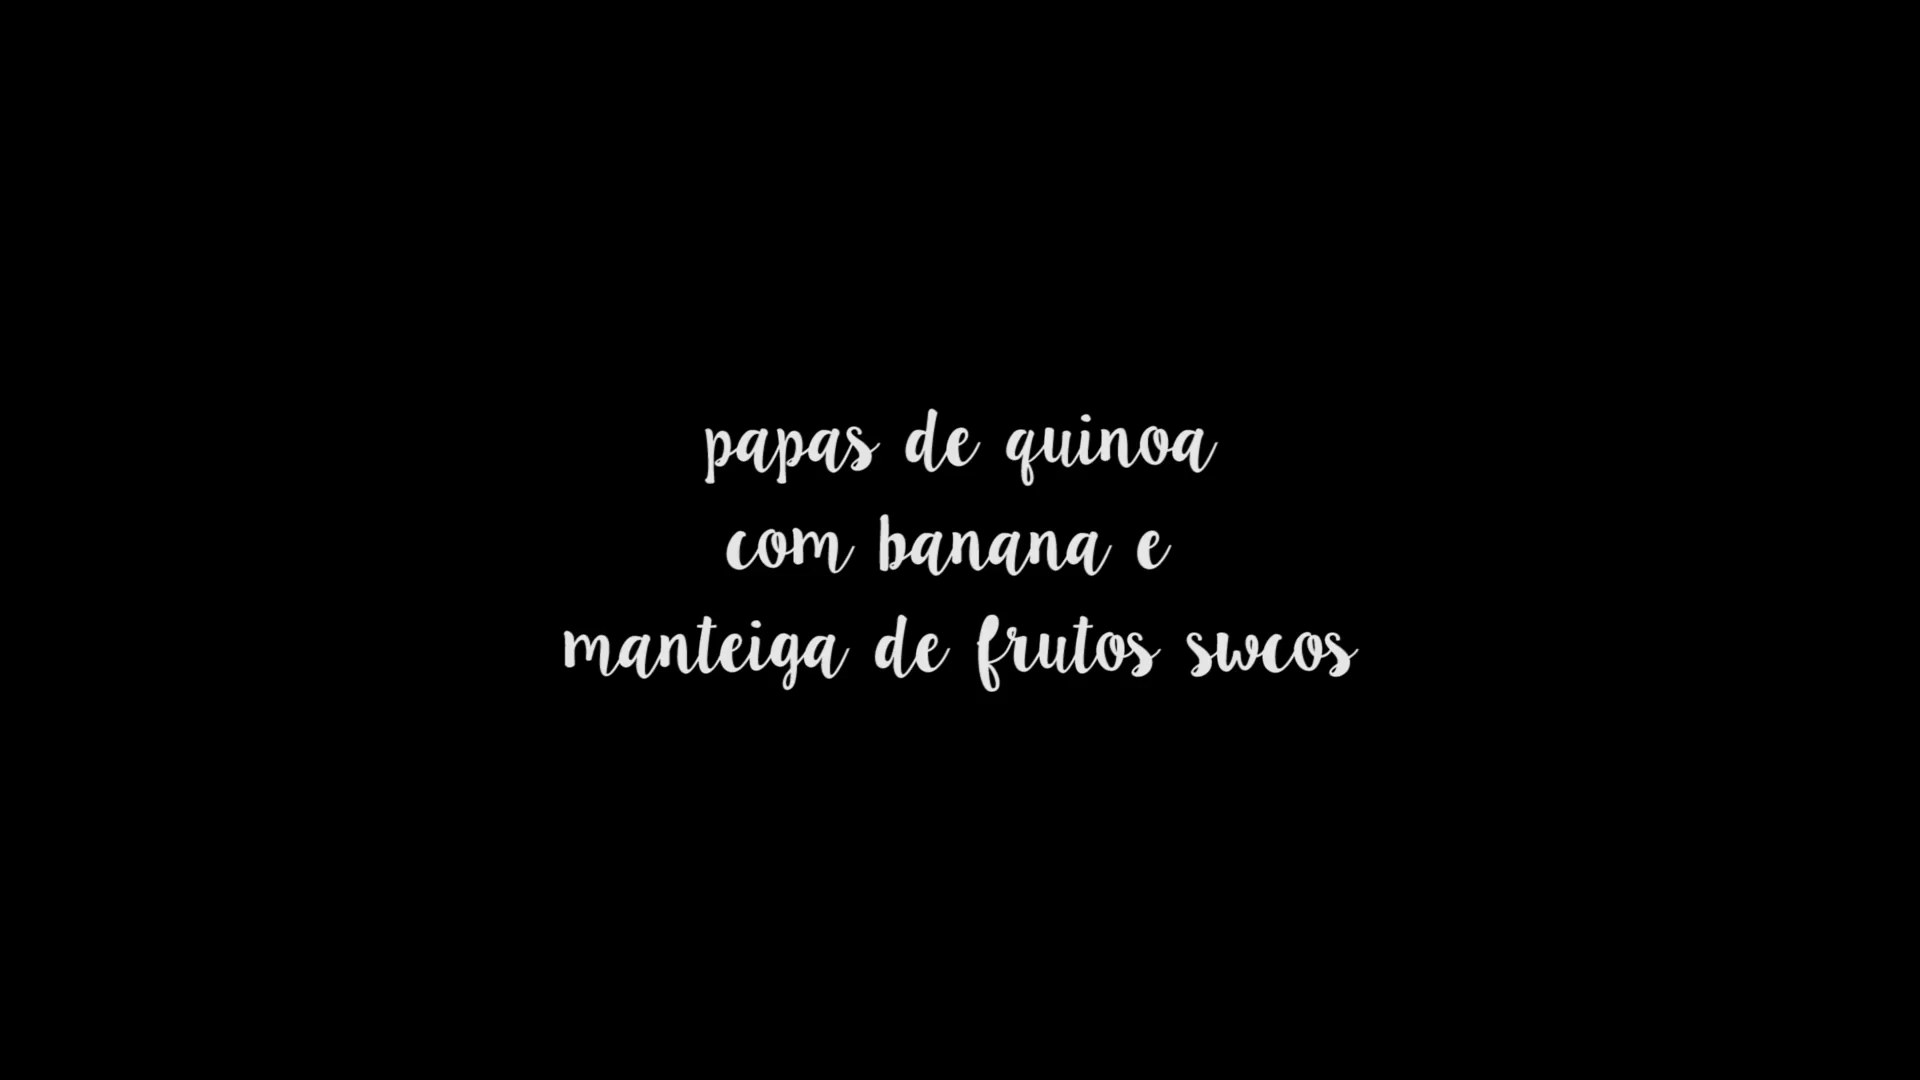 papas de quinoa
com banana e
manteiga de frutos swcos